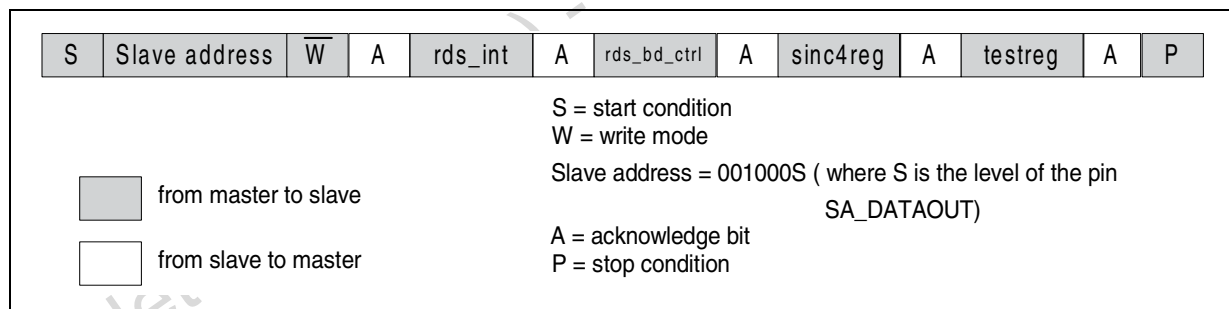 S Slave address W̅ A rds_int A rds_bd_ctrl A sinc4reg A testreg A P
S = start condition
W = write mode
Slave address = 001000S ( where S is the level of the pin
SA_DATAOUT)
from master to slave
A = acknowledge bit
P = stop condition
from slave to master